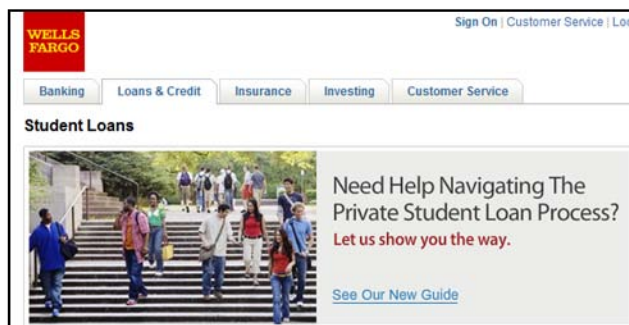 WELLS
FARGO
Sign On | Customer Service |
Banking Loans & Credit Insurance Investing Customer Service
Student Loans
Need Help Navigating The
Private Student Loan Process?
Let us show you the way.
See Our New Guide